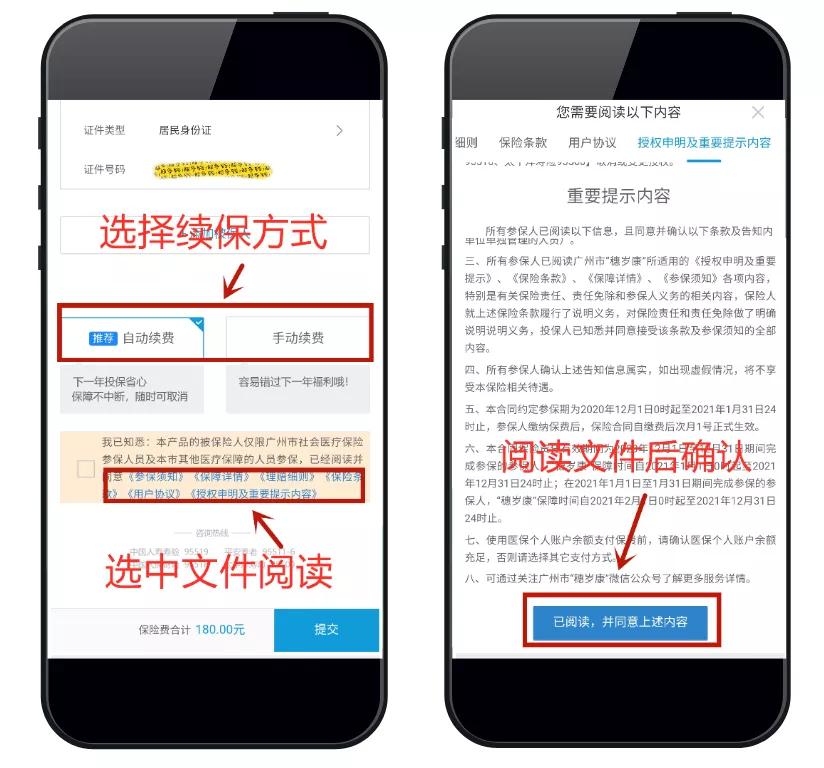 证件类型 居民身份证
证件号码
选择续保方式
推荐 自动续费 手动续费
下一年投保省心
保障不中断，随时可取消
容易错过下一年福利哦！
我已知悉：本产品的被保险人仅限广州市社会医疗保险
参保人员及本市其他医疗保障的人员参保，已经阅读并
同意《参保须知》《保障详情》《理赔细则》《保险条
款》《用户协议》《授权申明及重要提示内容》
咨询热线
中国人寿寿险 95519 平安养老 95511-6
选中文件阅读
保险费合计 180.00元 提交
您需要阅读以下内容
细则 保险条款 用户协议 授权申明及重要提示内容
重要提示内容
所有参保人已阅读以下信息，且同意并确认以下条款及告知内
单位单独管理的人员）。
三、所有参保人已阅读广州市“穗岁康”所适用的《授权申明及重要
提示》、《保险条款》、《保障详情》、《参保须知》各项内容，
特别是有关保险责任、责任免除和参保人义务的相关内容，保险人
就上述保险条款履行了说明义务，对保险责任和责任免除做了明确
说明说明义务，投保人已知悉并同意接受该条款及参保须知的全部
内容。
四、所有参保人确认上述告知信息属实，如出现虚假情况，将不享
受本保险相关待遇。
五、本合同约定参保期为2020年12月1日0时起至2021年1月31日24
时止，参保人缴纳保费后，保险合同自缴费后次月1号正式生效。
阅读文件后确认
年12月31日24时止；在2021年1月1日至1月31日期间完成参保的参保
人，“穗岁康”保障时间自2021年2月1日0时起至2021年12月31日
24时止。
七、使用医保个人账户余额支付保费前，请确认医保个人账户余额
充足，否则请选择其它支付方式。
八、可通过关注广州市“穗岁康”微信公众号了解更多服务详情。
已阅读，并同意上述内容